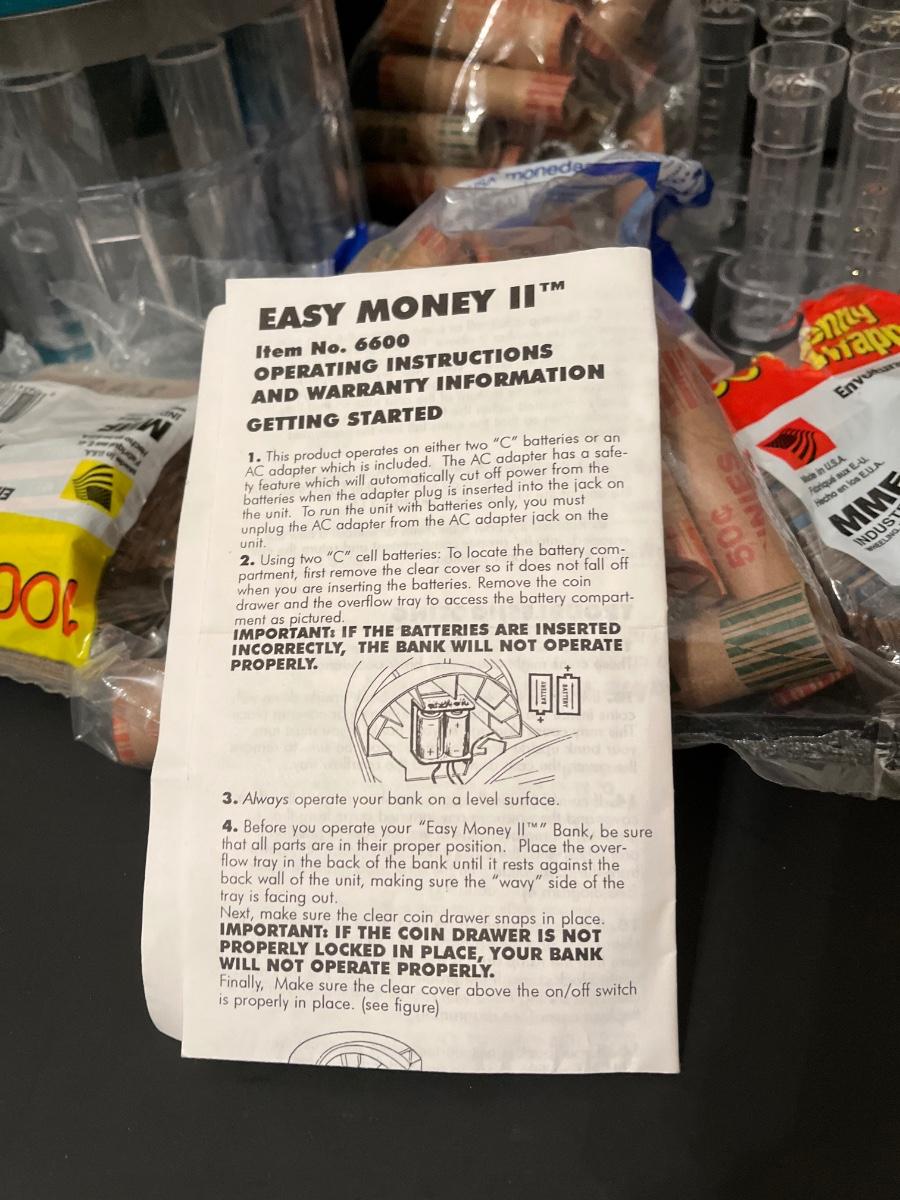 USA moneda
EASY MONEY II™
Item No. 6600
OPERATING INSTRUCTIONS
AND WARRANTY INFORMATION
GETTING STARTED
1. This product operates on either two "C" batteries or an
AC adapter which is included. The AC adapter has a safe-
ty feature which will automatically cut off power from the
batteries when the adapter plug is inserted into the jack on
the unit. To run the unit with batteries only, you must
unplug the AC adapter from the AC adapter jack on the
unit.
2. Using two "C" cell batteries: To locate the battery com-
partment, first remove the clear cover so it does not fall off
when you are inserting the batteries. Remove the coin
drawer and the overflow tray to access the battery compart-
ment as pictured.
IMPORTANT: IF THE BATTERIES ARE INSERTED
INCORRECTLY, THE BANK WILL NOT OPERATE
PROPERLY.
BATTERY
BATTERY
3. Always operate your bank on a level surface.
4. Before you operate your "Easy Money II™" Bank, be sure
that all parts are in their proper position. Place the over-
flow tray in the back of the bank until it rests against the
back wall of the unit, making sure the "wavy" side of the
tray is facing out.
Next, make sure the clear coin drawer snaps in place.
IMPORTANT: IF THE COIN DRAWER IS NOT
PROPERLY LOCKED IN PLACE, YOUR BANK
WILL NOT OPERATE PROPERLY.
Finally, Make sure the clear cover above the on/off switch
is properly in place. (see figure)
Made in U.S.A.
Fabriqué aux E.-U.
Hecho en los E.U.A.
MMF
INDUST
WHEELING,
50¢
MMF
100